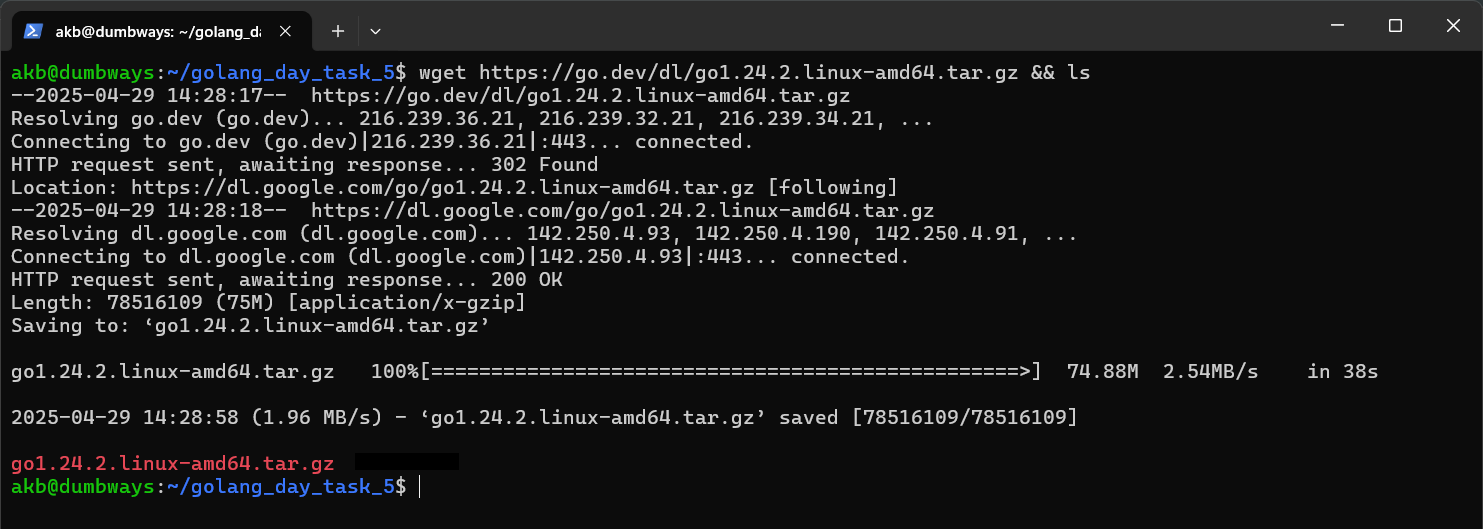 akb@dumbways: ~/golang_da
akb@dumbways:~/golang_day_task_5$ wget https://go.dev/dl/go1.24.2.linux-amd64.tar.gz && ls
--2025-04-29 14:28:17--  https://go.dev/dl/go1.24.2.linux-amd64.tar.gz
Resolving go.dev (go.dev)... 216.239.36.21, 216.239.32.21, 216.239.34.21, ...
Connecting to go.dev (go.dev)|216.239.36.21|:443... connected.
HTTP request sent, awaiting response... 302 Found
Location: https://dl.google.com/go/go1.24.2.linux-amd64.tar.gz [following]
--2025-04-29 14:28:18--  https://dl.google.com/go/go1.24.2.linux-amd64.tar.gz
Resolving dl.google.com (dl.google.com)... 142.250.4.93, 142.250.4.190, 142.250.4.91, ...
Connecting to dl.google.com (dl.google.com)|142.250.4.93|:443... connected.
HTTP request sent, awaiting response... 200 OK
Length: 78516109 (75M) [application/x-gzip]
Saving to: ‘go1.24.2.linux-amd64.tar.gz’
go1.24.2.linux-amd64.tar.gz   100%[=================================================>]  74.88M  2.54MB/s    in 38s
2025-04-29 14:28:58 (1.96 MB/s) - ‘go1.24.2.linux-amd64.tar.gz’ saved [78516109/78516109]
go1.24.2.linux-amd64.tar.gz
akb@dumbways:~/golang_day_task_5$